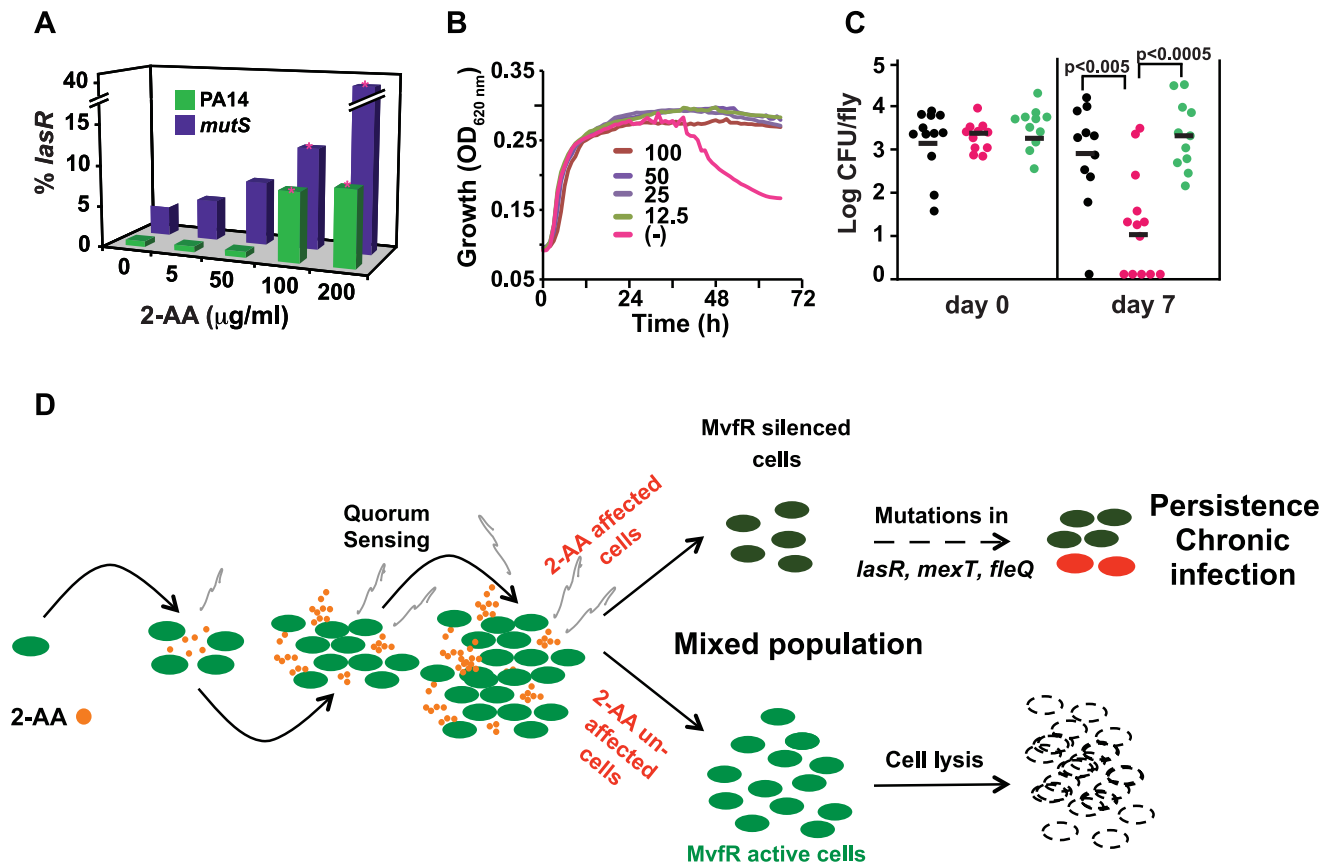 A
40
15
10
5
0
% lasR
PA14
mutS
0
5
50
100
200
2-AA (μg/ml)
B
0.35
0.25
0.15
0.05
Growth (OD620 nm)
100
50
25
12.5
(-)
0
24
48
72
Time (h)
C
5
4
3
2
1
0
Log CFU/fly
p<0.005
p<0.0005
day 0
day 7
D
2-AA
Quorum
Sensing
2-AA affected
cells
2-AA un-
affected
cells
Mixed population
MvfR silenced
cells
Mutations in
lasR, mexT, fleQ
Persistence
Chronic
infection
MvfR active cells
Cell lysis